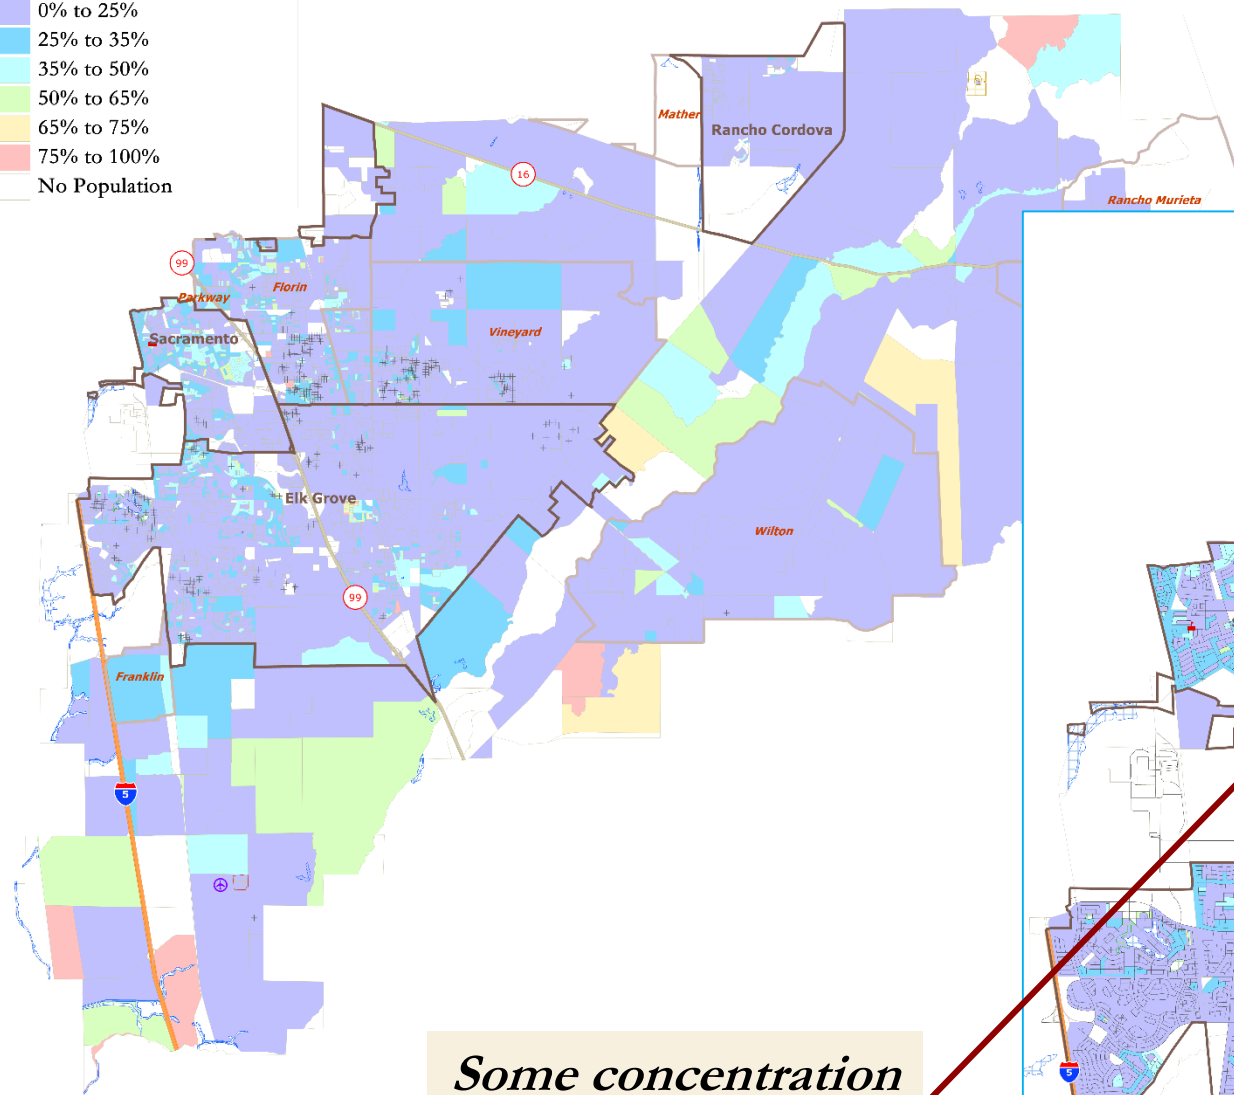 0% to 25%
25% to 35%
35% to 50%
50% to 65%
65% to 75%
75% to 100%
No Population
Mather
Rancho Cordova
16
Rancho Murieta
99
Parkway
Florin
Sacramento
Vineyard
Elk Grove
Wilton
99
Franklin
5
Some concentration
5